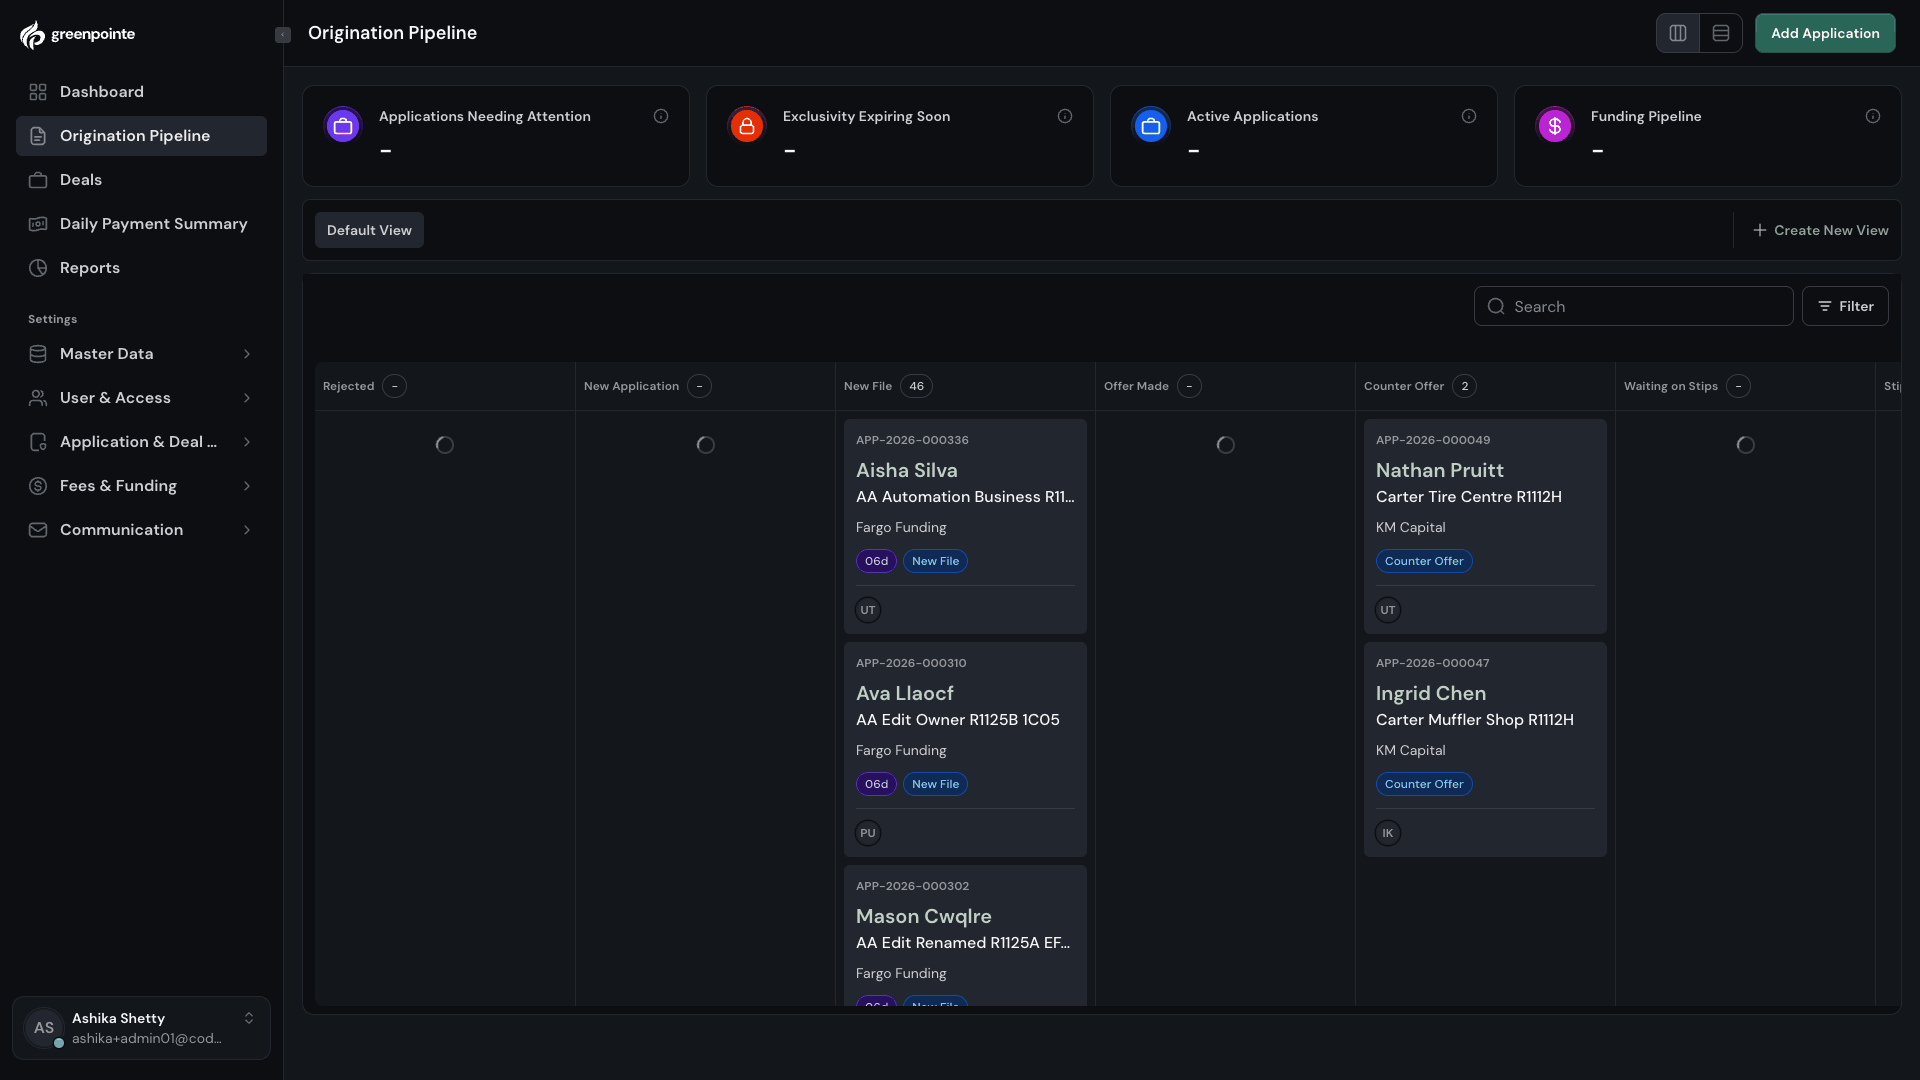 greenpointe
Dashboard
Origination Pipeline
Deals
Daily Payment Summary
Reports
Settings
Master Data
User & Access
Application & Deal ...
Fees & Funding
Communication
AS
Ashika Shetty
ashika+admin01@cod...
Origination Pipeline
Add Application
Applications Needing Attention
–
Exclusivity Expiring Soon
–
Active Applications
–
$
Funding Pipeline
–
Default View
Create New View
Search
Filter
Rejected -
New Application -
New File 46
Offer Made -
Counter Offer 2
Waiting on Stips -
Sti
APP-2026-000336
Aisha Silva
AA Automation Business R11...
Fargo Funding
06d New File
UT
APP-2026-000310
Ava Llaocf
AA Edit Owner R1125B 1C05
Fargo Funding
06d New File
PU
APP-2026-000302
Mason Cwqlre
AA Edit Renamed R1125A EF...
Fargo Funding
06d New File
APP-2026-000049
Nathan Pruitt
Carter Tire Centre R1112H
KM Capital
Counter Offer
UT
APP-2026-000047
Ingrid Chen
Carter Muffler Shop R1112H
KM Capital
Counter Offer
IK